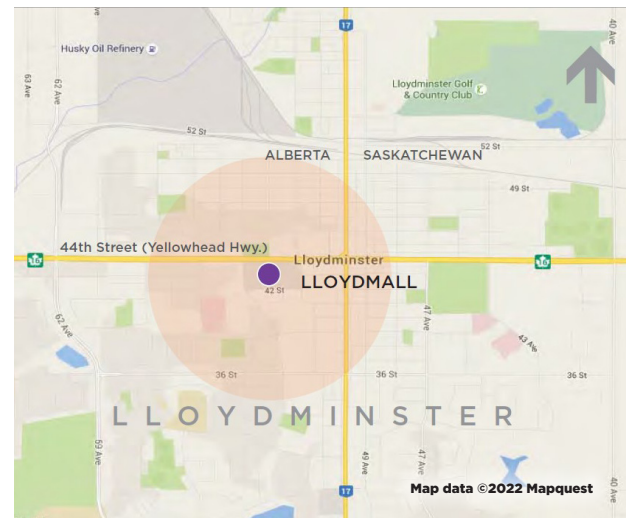 17
40 Ave
Husky Oil Refinery
63 Ave
62 Ave
Lloydminster Golf
& Country Club
52 St
ALBERTA
SASKATCHEWAN
52 St
49 St
44th Street (Yellowhead Hwy.)
16
Lloydminster
16
LLOYDMALL
42 St
62 Ave
47 Ave
43 Ave
36 St
36 St
36 St
LLOYDMINSTER
59 Ave
49 Ave
47 Ave
40 Ave
17
Map data ©2022 Mapquest